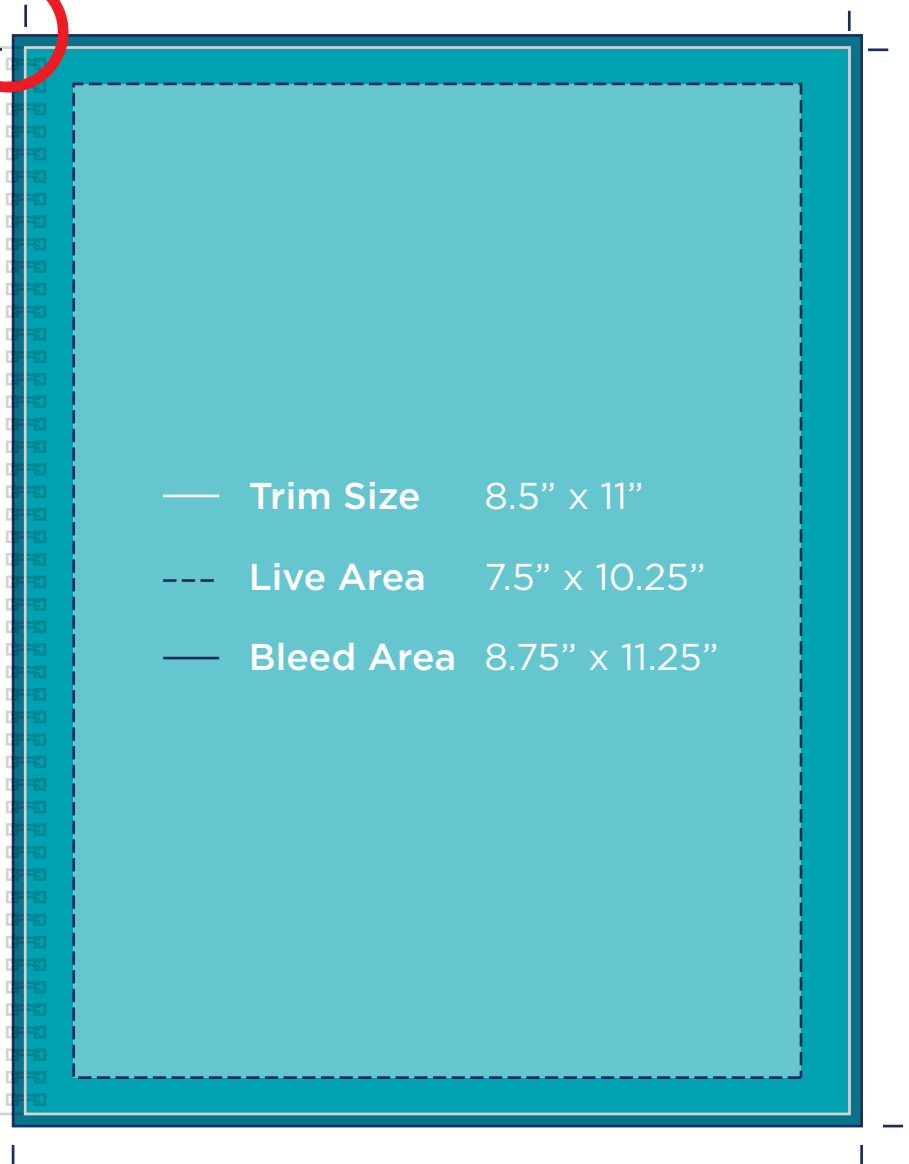 Trim Size 8.5” x 11”
Live Area 7.5” x 10.25”
Bleed Area 8.75” x 11.25”